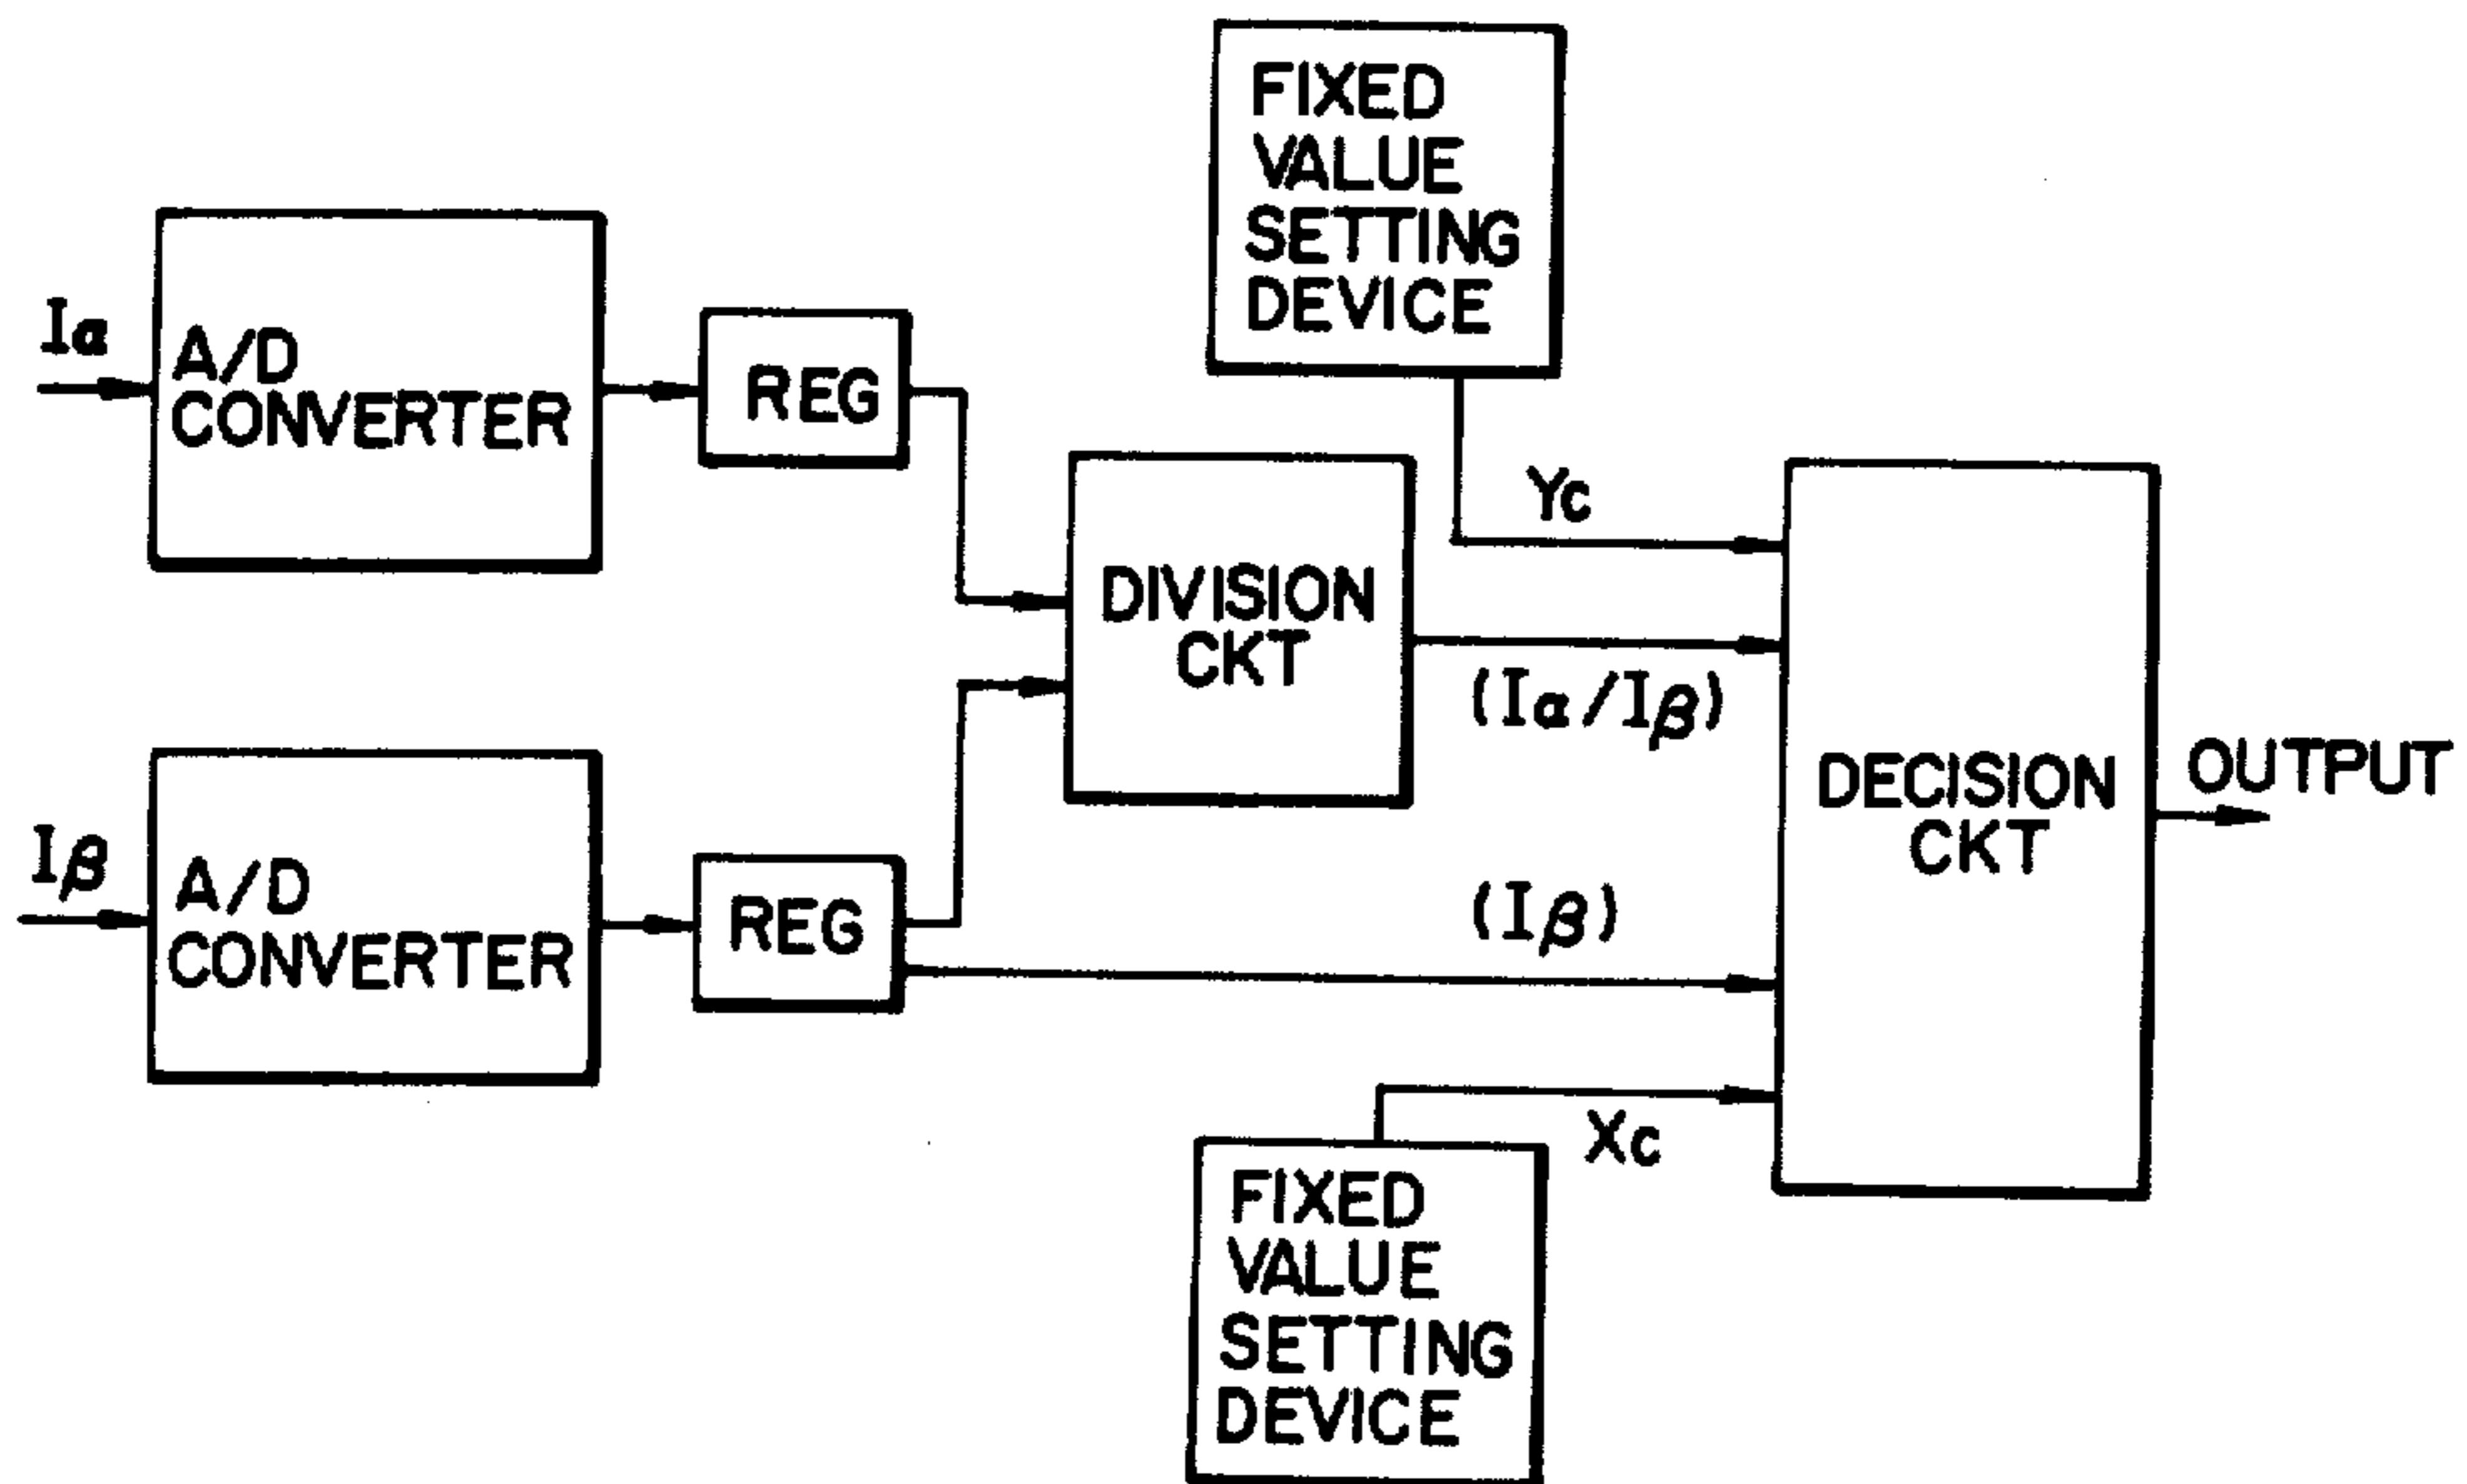 FIXED
VALUE
SETTING
DEVICE
Iα
A/D
CONVERTER
REG
Yc
DIVISION
CKT
(Iα/Iβ)
DECISION
CKT
OUTPUT
Iβ
A/D
CONVERTER
REG
(Iβ)
Xc
FIXED
VALUE
SETTING
DEVICE